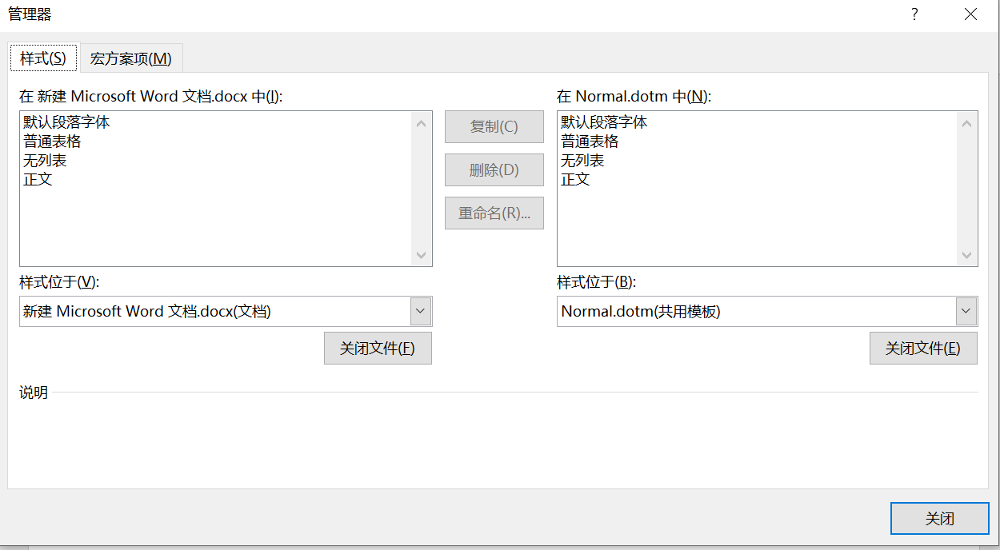 管理器
样式(S) 宏方案项(M)
在 新建 Microsoft Word 文档.docx 中(I):
默认段落字体
普通表格
无列表
正文
复制(C)
删除(D)
重命名(R)...
在 Normal.dotm 中(N):
默认段落字体
普通表格
无列表
正文
样式位于(V):
新建 Microsoft Word 文档.docx(文档)
关闭文件(F)
样式位于(B):
Normal.dotm(共用模板)
关闭文件(E)
说明
关闭